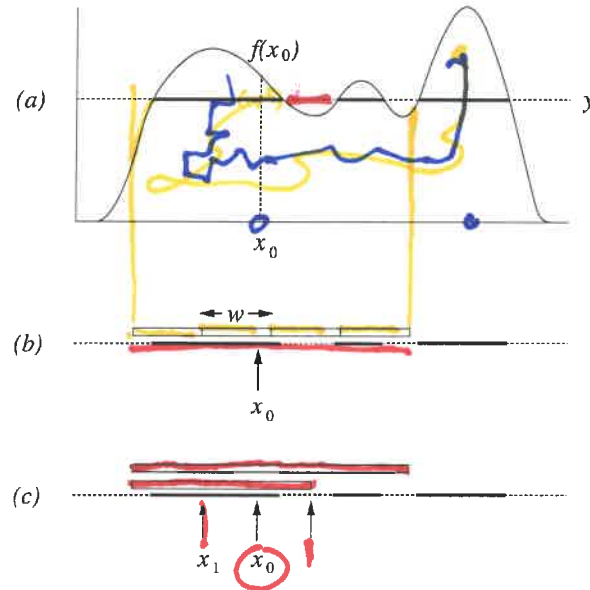 f(x₀)
(a) y
x₀
w
(b)
x₀
(c)
x₁ x₀